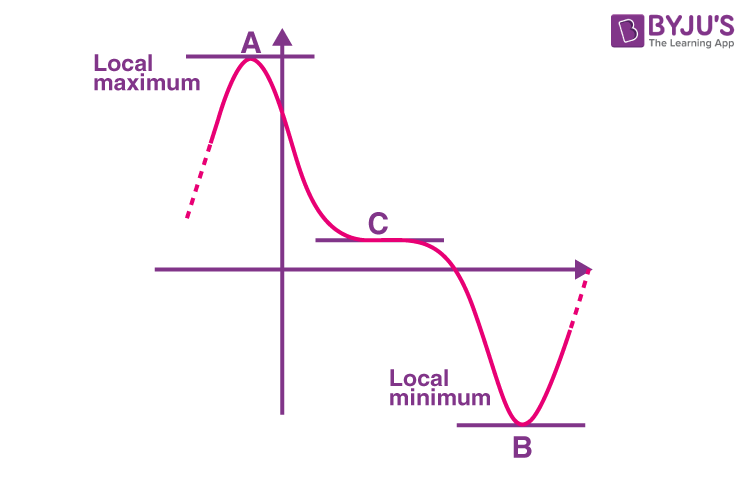 BYJU'S
The Learning App
A
Local
maximum
C
Local
minimum
B